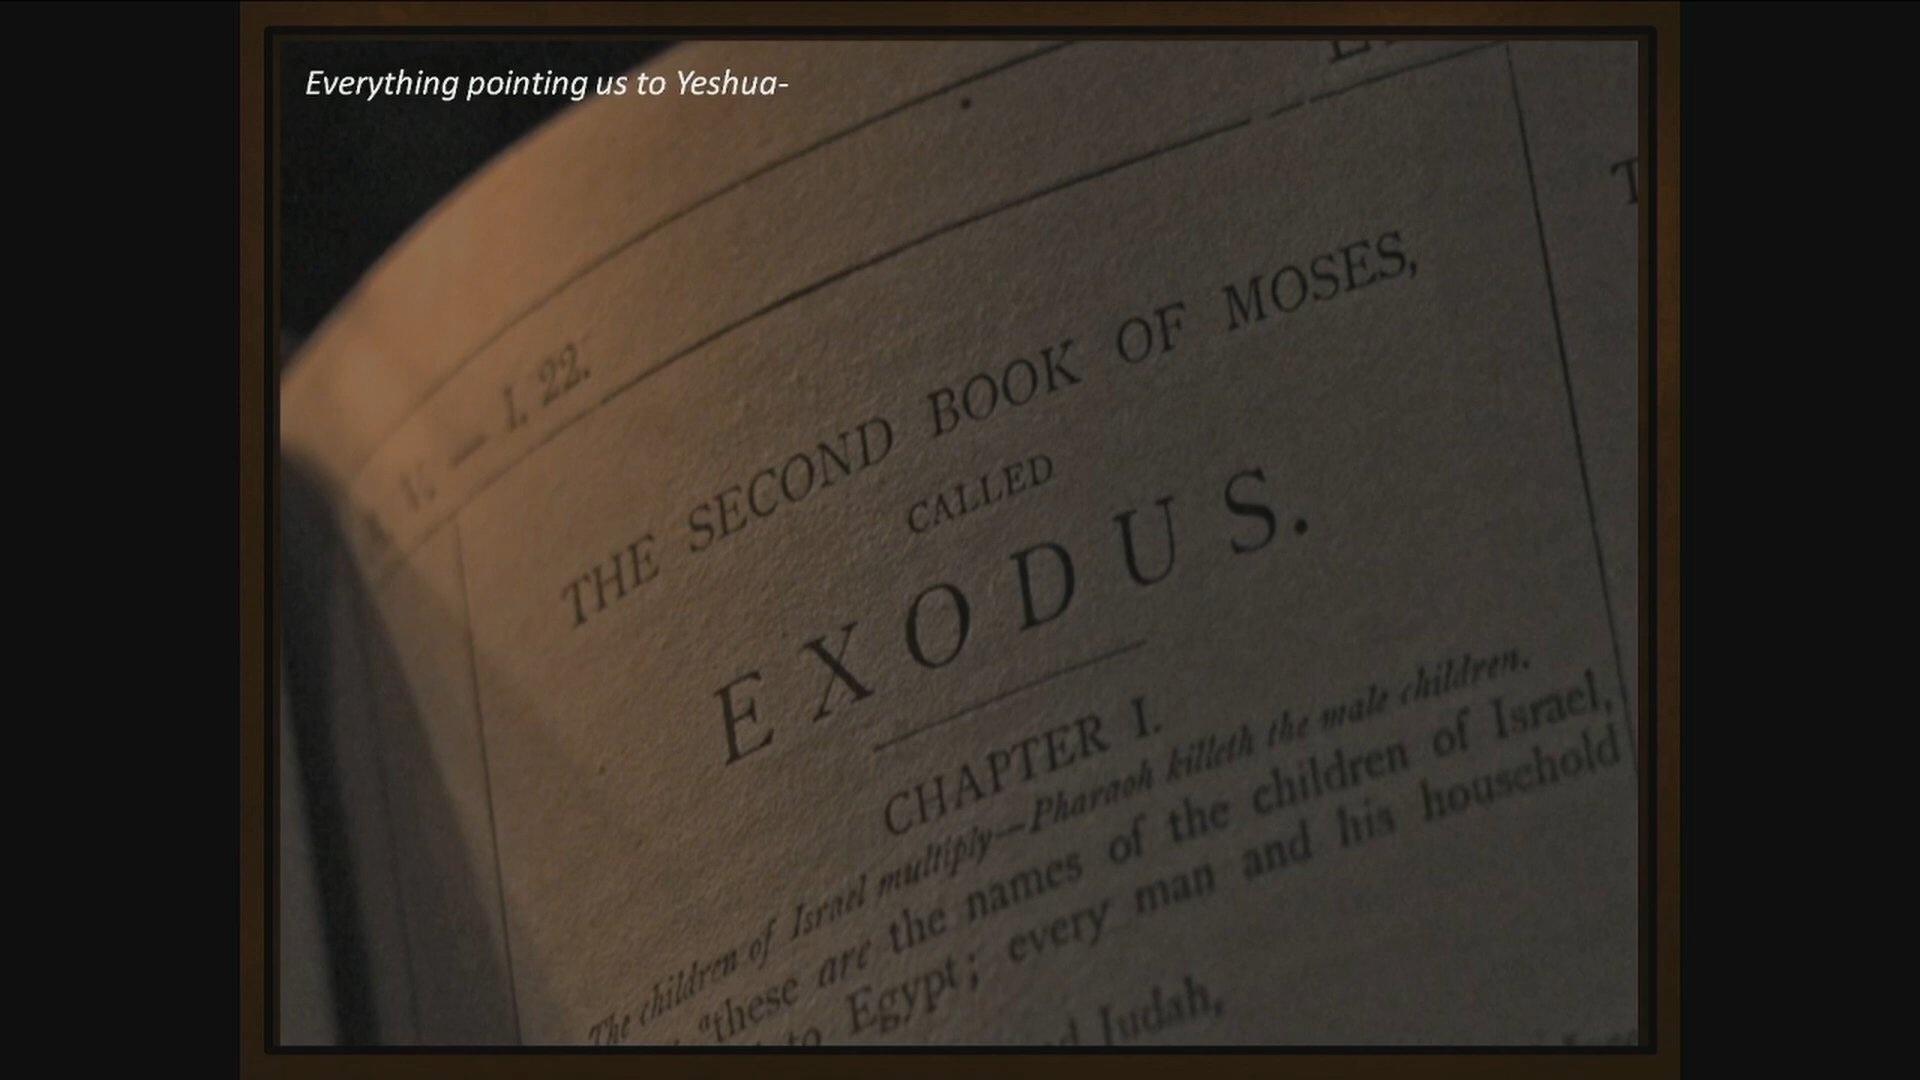 Everything pointing us to Yeshua-
V. — I. 22.
THE SECOND BOOK OF MOSES,
CALLED
EXODUS.
CHAPTER I.
The children of Israel multiply—Pharaoh killeth the male children.
these are the names of the children of Israel,
to Egypt; every man and his household
Judah,